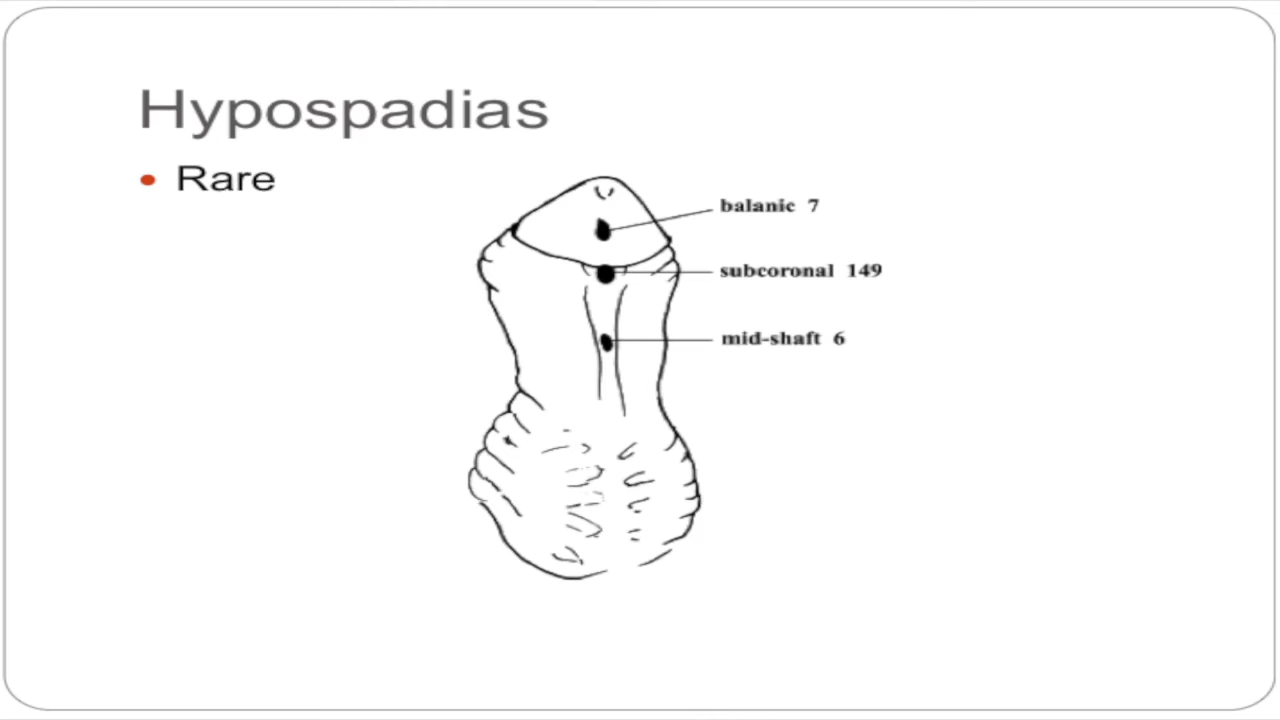 Hypospadias
• Rare
balanic 7
subcoronal 149
mid-shaft 6